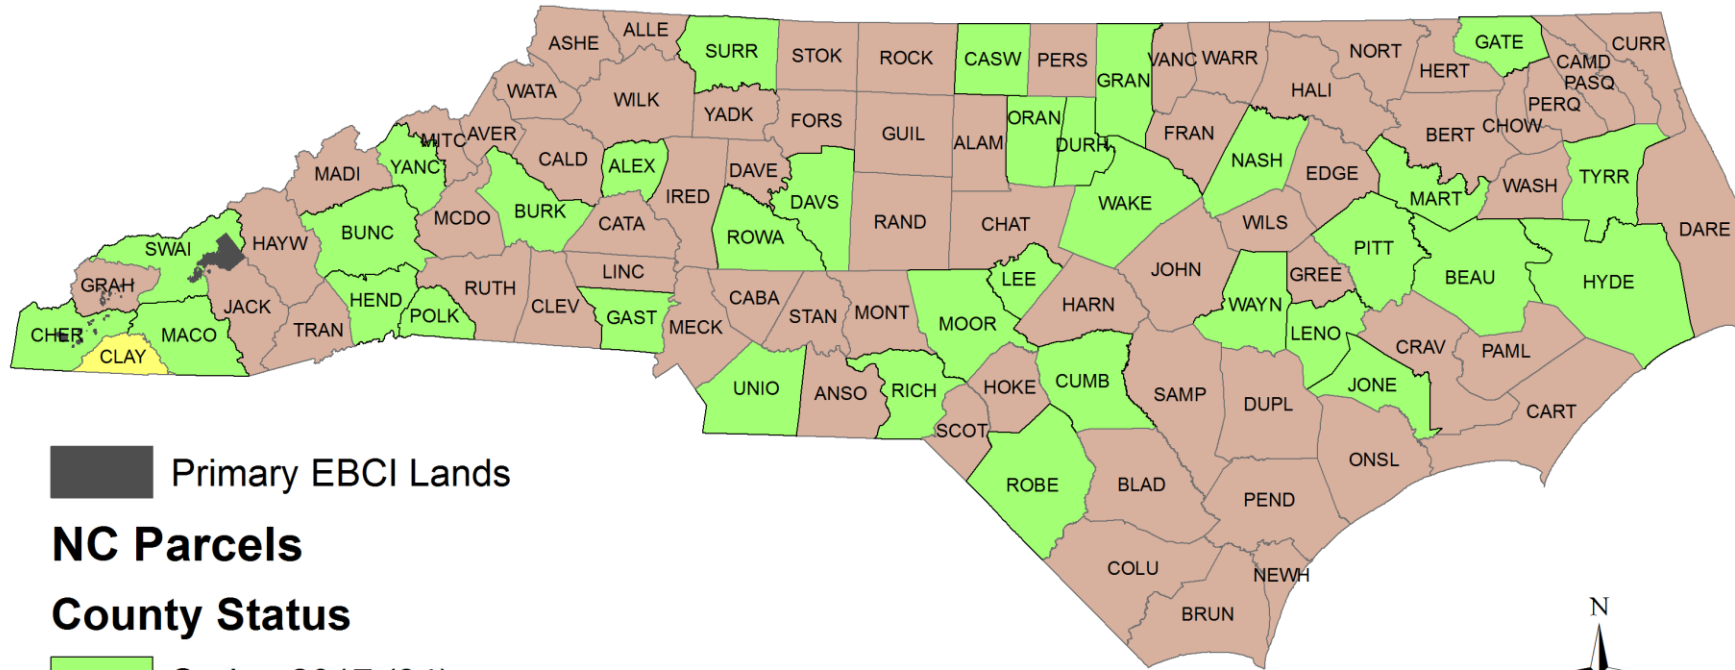 ASHE
ALLE
SURR
STOK
ROCK
CASW
PERS
GRAN
VANC
WARR
NORT
HERT
GATE
CAMD
CURR
PASQ
PERQ
CHOW
WATA
WILK
YADK
FORS
GUIL
ALAM
ORAN
DURH
FRAN
HALI
BERT
MITC
AVER
YANC
MADI
CALD
ALEX
IRED
DAVE
DAVS
RAND
CHAT
WAKE
NASH
EDGE
MART
WASH
TYRR
DARE
SWAI
HAYW
BUNC
MCDO
BURK
CATA
ROWA
LINC
LEE
JOHN
WILS
PITT
BEAU
HYDE
GRAH
JACK
TRAN
HEND
POLK
RUTH
CLEV
GAST
MECK
CABA
STAN
MONT
MOOR
HARN
WAYN
GREE
LENO
CRAV
PAML
CHER
CLAY
MACO
UNIO
ANSO
RICH
HOKE
CUMB
SAMP
DUPL
JONE
CART
SCOT
ROBE
BLAD
ONSL
PEND
COLU
NEWH
BRUN
Primary EBCI Lands
NC Parcels
County Status
N